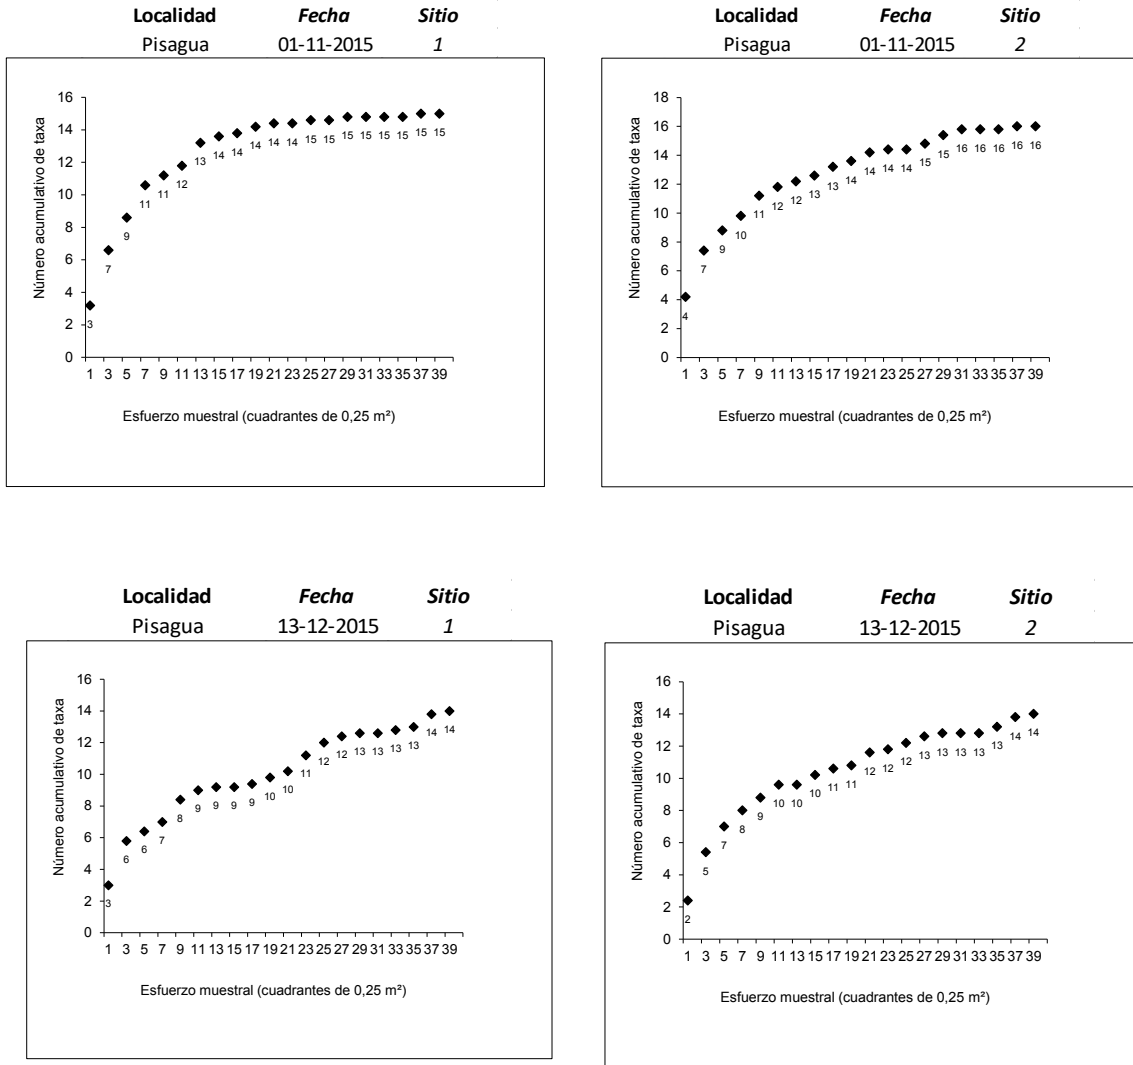 Localidad Fecha Sitio
Pisagua 01-11-2015 1
Número acumulativo de taxa
16
14
12
10
8
6
4
2
0
3 7 9 11 11 12 13 14 14 14 14 14 15 15 15 15 15 15 15 15
1 3 5 7 9 11 13 15 17 19 21 23 25 27 29 31 33 35 37 39
Esfuerzo muestral (cuadrantes de 0,25 m²)
Localidad Fecha Sitio
Pisagua 01-11-2015 2
Número acumulativo de taxa
18
16
14
12
10
8
6
4
2
0
4 7 9 10 11 12 12 13 13 14 14 14 14 15 15 16 16 16 16 16
1 3 5 7 9 11 13 15 17 19 21 23 25 27 29 31 33 35 37 39
Esfuerzo muestral (cuadrantes de 0,25 m²)
Localidad Fecha Sitio
Pisagua 13-12-2015 1
Número acumulativo de taxa
16
14
12
10
8
6
4
2
0
3 6 6 7 8 9 9 9 9 10 10 11 12 12 13 13 13 13 14 14
1 3 5 7 9 11 13 15 17 19 21 23 25 27 29 31 33 35 37 39
Esfuerzo muestral (cuadrantes de 0,25 m²)
Localidad Fecha Sitio
Pisagua 13-12-2015 2
Número acumulativo de taxa
16
14
12
10
8
6
4
2
0
2 5 7 8 9 10 10 10 11 11 12 12 12 13 13 13 13 13 14 14
1 3 5 7 9 11 13 15 17 19 21 23 25 27 29 31 33 35 37 39
Esfuerzo muestral (cuadrantes de 0,25 m²)